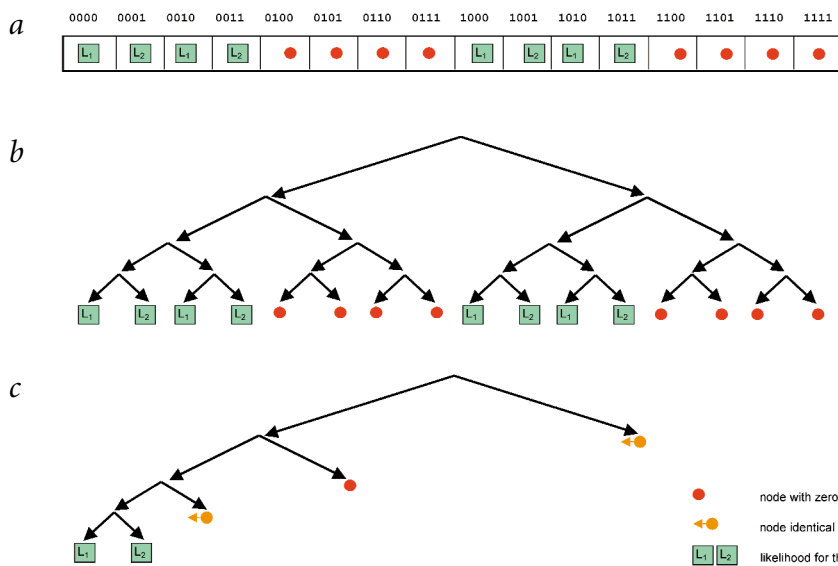 0000 0001 0010 0011 0100 0101 0110 0111 1000 1001 1010 1011 1100 1101 1110 1111
a
L1 L2 L1 L2 L1 L2 L1 L2
b
L1 L2 L1 L2 L1 L2 L1 L2
c
node with zero
node identical
L1 L2
L1 L2 likelihood for th